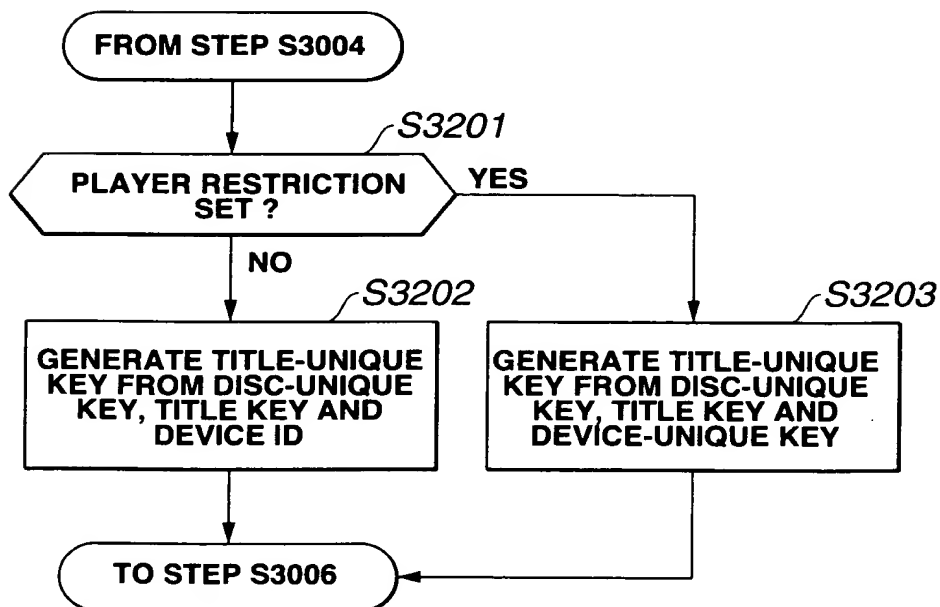 FROM STEP S3004
S3201
PLAYER RESTRICTION
SET ?
YES
NO
S3202
GENERATE TITLE-UNIQUE
KEY FROM DISC-UNIQUE
KEY, TITLE KEY AND
DEVICE ID
S3203
GENERATE TITLE-UNIQUE
KEY FROM DISC-UNIQUE
KEY, TITLE KEY AND
DEVICE-UNIQUE KEY
TO STEP S3006